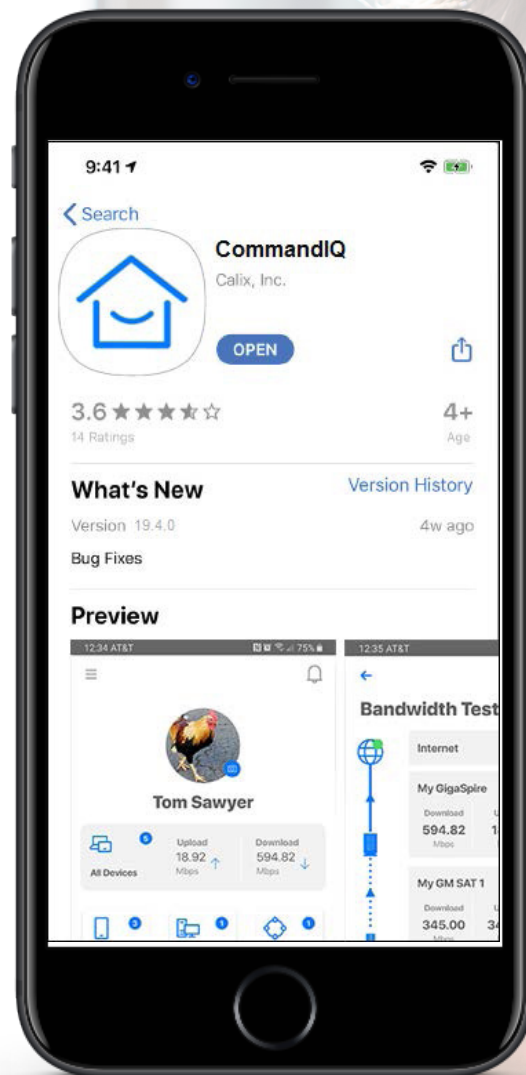 9:41
Search
CommandIQ
Calix, Inc.
OPEN
3.6
4+
14 Ratings
Age
What's New
Version History
Version 19.4.0
4w ago
Bug Fixes
Preview
12:34 AT&T
75%
Tom Sawyer
5
All Devices
Upload
18.92
Mbps
Download
594.82
Mbps
3
1
1
12:35 AT&T
Bandwidth Test
Internet
My GigaSpire
Download
594.82
Mbps
My GM SAT 1
Download
345.00
Mbps